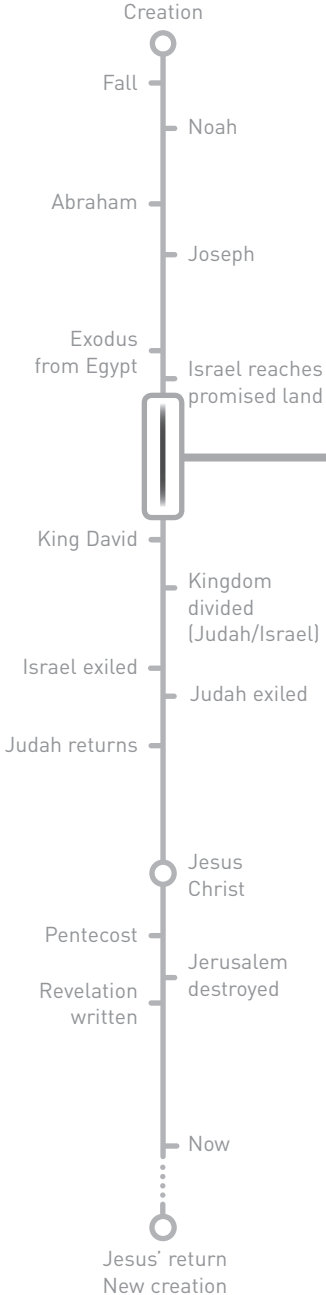 Creation
Fall
Noah
Abraham
Joseph
Exodus
from Egypt
Israel reaches
promised land
King David
Kingdom
divided
(Judah/Israel)
Israel exiled
Judah exiled
Judah returns
Jesus
Christ
Pentecost
Jerusalem
destroyed
Revelation
written
Now
Jesus’ return
New creation